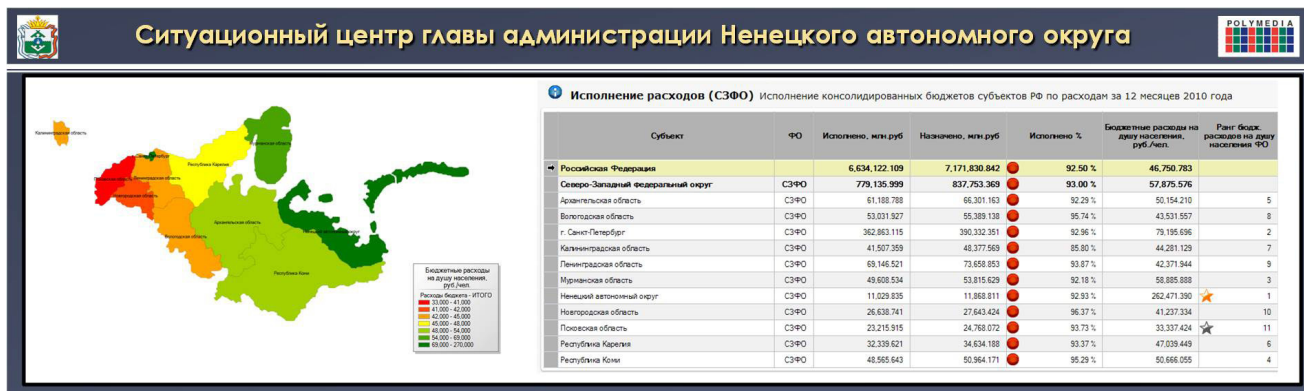 Ситуационный центр главы администрации Ненецкого автономного округа
POLYMEDIA
Калининградская область
Мурманская область
Республика Карелия
Ленинградская область
Новгородская область
Архангельская область
Вологодская область
Республика Коми
Бюджетные расходы
на душу населения,
руб./чел.
Расходы бюджета - ИТОГО
33,000 - 41,000
41,000 - 42,000
42,000 - 45,000
45,000 - 48,000
48,000 - 54,000
54,000 - 69,000
69,000 - 270,000
Исполнение расходов (СЗФО) Исполнение консолидированных бюджетов субъектов РФ по расходам за 12 месяцев 2010 года
Субъект ФО Исполнено, млн.руб Назначено, млн.руб Исполнено % Бюджетные расходы на душу населения, руб./чел. Ранг бюдж. расходов на душу населения ФО
Российская Федерация 6,634,122.109 7,171,830.842 92.50 % 46,750.783
Северо-Западный федеральный округ СЗФО 779,135.999 837,753.369 93.00 % 57,875.576
Архангельская область СЗФО 61,188.788 66,301.163 92.29 % 50,154.210 5
Вологодская область СЗФО 53,031.927 55,389.138 95.74 % 43,531.557 8
г. Санкт-Петербург СЗФО 362,863.115 390,332.351 92.96 % 79,195.696 2
Калининградская область СЗФО 41,507.359 48,377.569 85.80 % 44,281.129 7
Ленинградская область СЗФО 69,146.521 73,658.853 93.87 % 42,371.944 9
Мурманская область СЗФО 49,608.534 53,815.629 92.18 % 58,885.888 3
Ненецкий автономный округ СЗФО 11,029.835 11,868.811 92.93 % 262,471.390 1
Новгородская область СЗФО 26,638.741 27,643.424 96.37 % 41,237.334 10
Псковская область СЗФО 23,215.915 24,768.072 93.73 % 33,337.424 11
Республика Карелия СЗФО 32,339.621 34,634.188 93.37 % 47,039.449 6
Республика Коми СЗФО 48,565.643 50,964.171 95.29 % 50,666.055 4